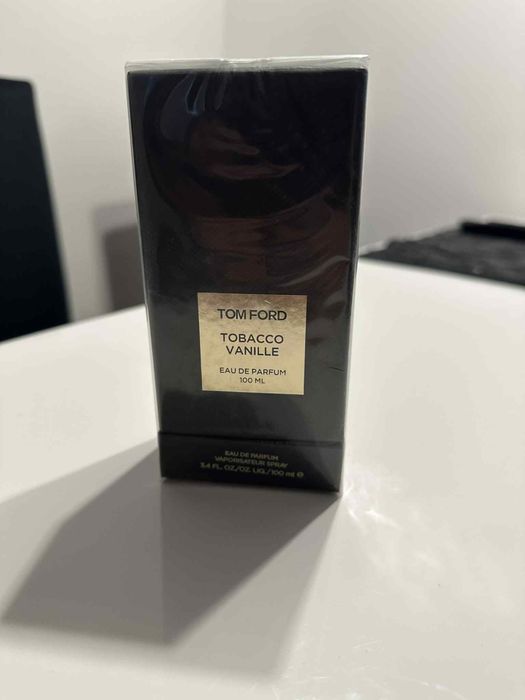 TOM FORD
TOBACCO
VANILLE
EAU DE PARFUM
100 ML
EAU DE PARFUM
VAPORISATEUR SPRAY
3.4 FL. OZ/OZ. LIQ./100 ml ℮